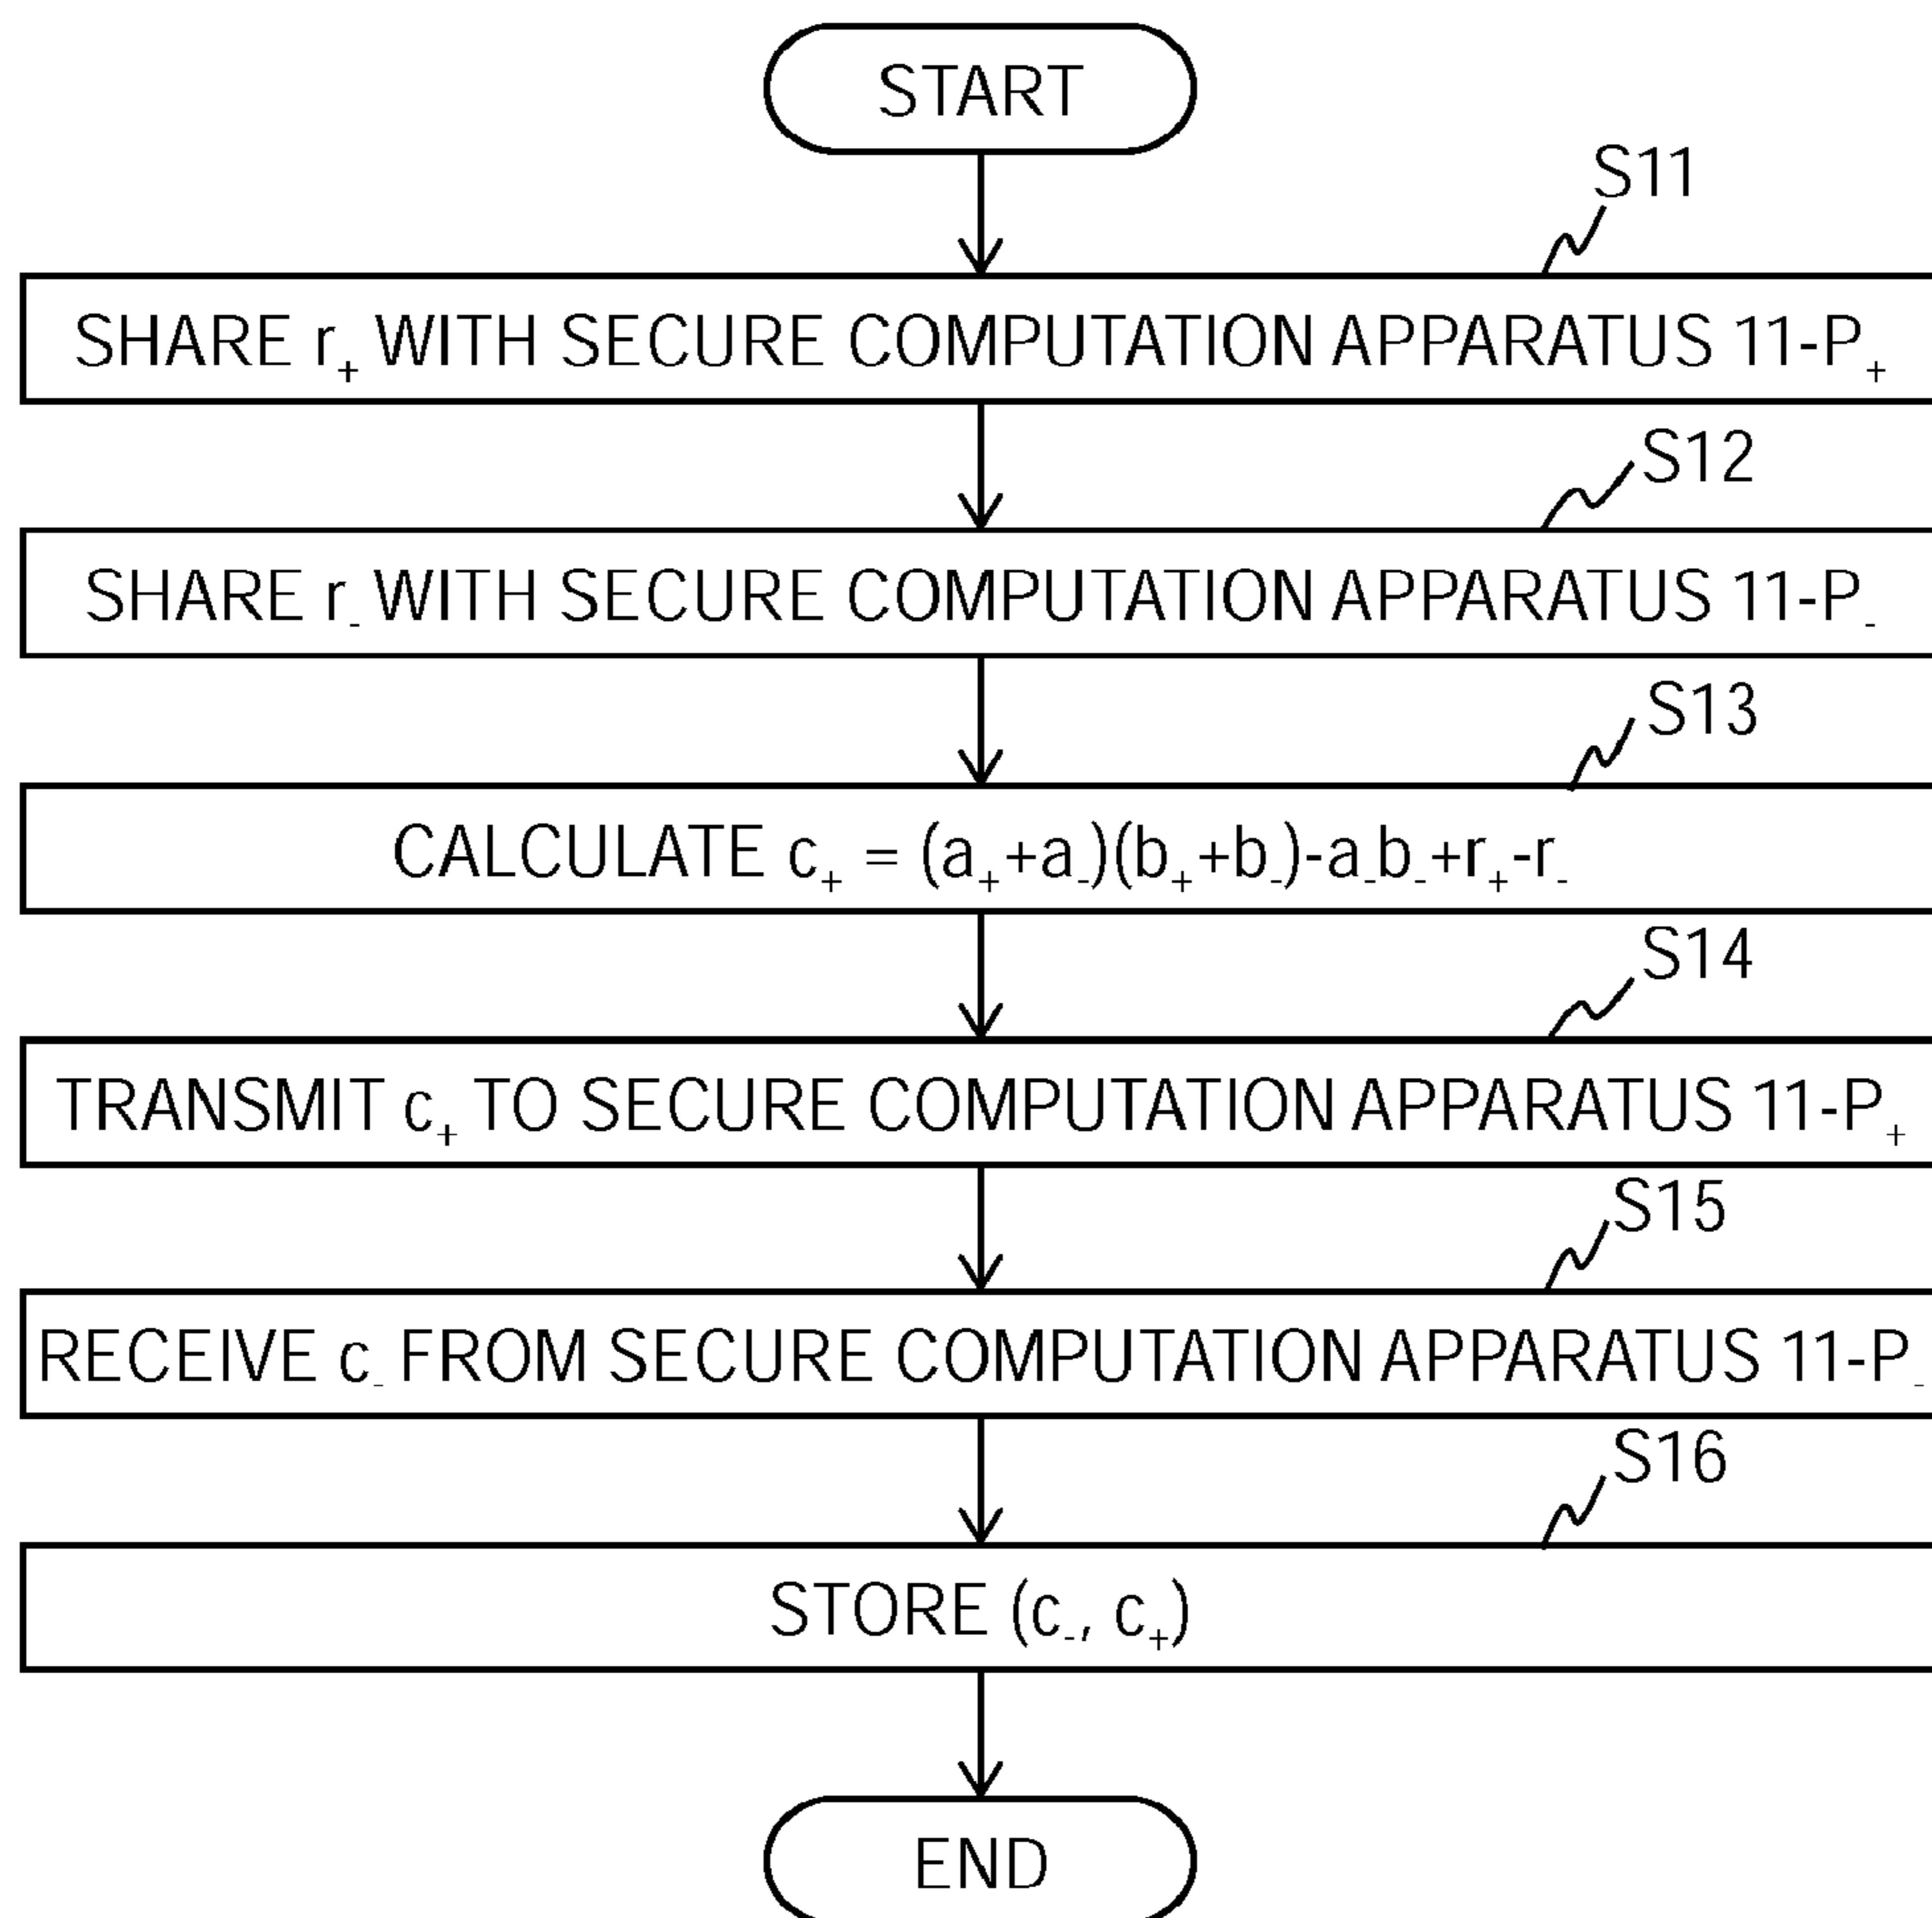 START
S11
SHARE r₊ WITH SECURE COMPUTATION APPARATUS 11-P₊
S12
SHARE r₋ WITH SECURE COMPUTATION APPARATUS 11-P₋
S13
CALCULATE c₊ = (a₊+a₋)(b₊+b₋)-a₋b₋+r₊-r₋
S14
TRANSMIT c₊ TO SECURE COMPUTATION APPARATUS 11-P₊
S15
RECEIVE c₋ FROM SECURE COMPUTATION APPARATUS 11-P₋
S16
STORE (c₋, c₊)
END